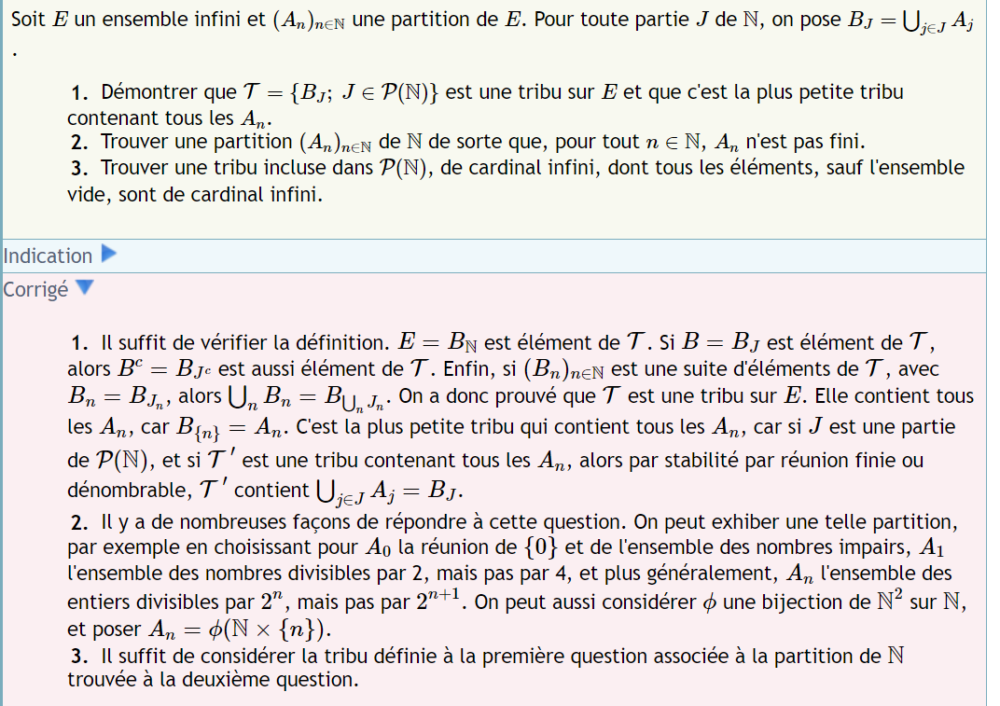 Soit $E$ un ensemble infini et $(A_n)_{n\in\mathbb{N}}$ une partition de $E$. Pour toute partie $J$ de $\mathbb{N}$, on pose $B_J = \bigcup_{j\in J} A_j$
.
1. Démontrer que $\mathcal{T} = \{B_J;\ J \in \mathcal{P}(\mathbb{N})\}$ est une tribu sur $E$ et que c'est la plus petite tribu
contenant tous les $A_n$.
2. Trouver une partition $(A_n)_{n\in\mathbb{N}}$ de $\mathbb{N}$ de sorte que, pour tout $n \in \mathbb{N}$, $A_n$ n'est pas fini.
3. Trouver une tribu incluse dans $\mathcal{P}(\mathbb{N})$, de cardinal infini, dont tous les éléments, sauf l'ensemble
vide, sont de cardinal infini.
Indication
Corrigé
1. Il suffit de vérifier la définition. $E = B_{\mathbb{N}}$ est élément de $\mathcal{T}$. Si $B = B_J$ est élément de $\mathcal{T}$,
alors $B^c = B_{J^c}$ est aussi élément de $\mathcal{T}$. Enfin, si $(B_n)_{n\in\mathbb{N}}$ est une suite d'éléments de $\mathcal{T}$, avec
$B_n = B_{J_n}$, alors $\bigcup_n B_n = B_{\bigcup_n J_n}$. On a donc prouvé que $\mathcal{T}$ est une tribu sur $E$. Elle contient tous
les $A_n$, car $B_{\{n\}} = A_n$. C'est la plus petite tribu qui contient tous les $A_n$, car si $J$ est une partie
de $\mathcal{P}(\mathbb{N})$, et si $\mathcal{T}'$ est une tribu contenant tous les $A_n$, alors par stabilité par réunion finie ou
dénombrable, $\mathcal{T}'$ contient $\bigcup_{j\in J} A_j = B_J$.
2. Il y a de nombreuses façons de répondre à cette question. On peut exhiber une telle partition,
par exemple en choisissant pour $A_0$ la réunion de $\{0\}$ et de l'ensemble des nombres impairs, $A_1$
l'ensemble des nombres divisibles par 2, mais pas par 4, et plus généralement, $A_n$ l'ensemble des
entiers divisibles par $2^n$, mais pas par $2^{n+1}$. On peut aussi considérer $\phi$ une bijection de $\mathbb{N}^2$ sur $\mathbb{N}$,
et poser $A_n = \phi(\mathbb{N} \times \{n\})$.
3. Il suffit de considérer la tribu définie à la première question associée à la partition de $\mathbb{N}$
trouvée à la deuxième question.